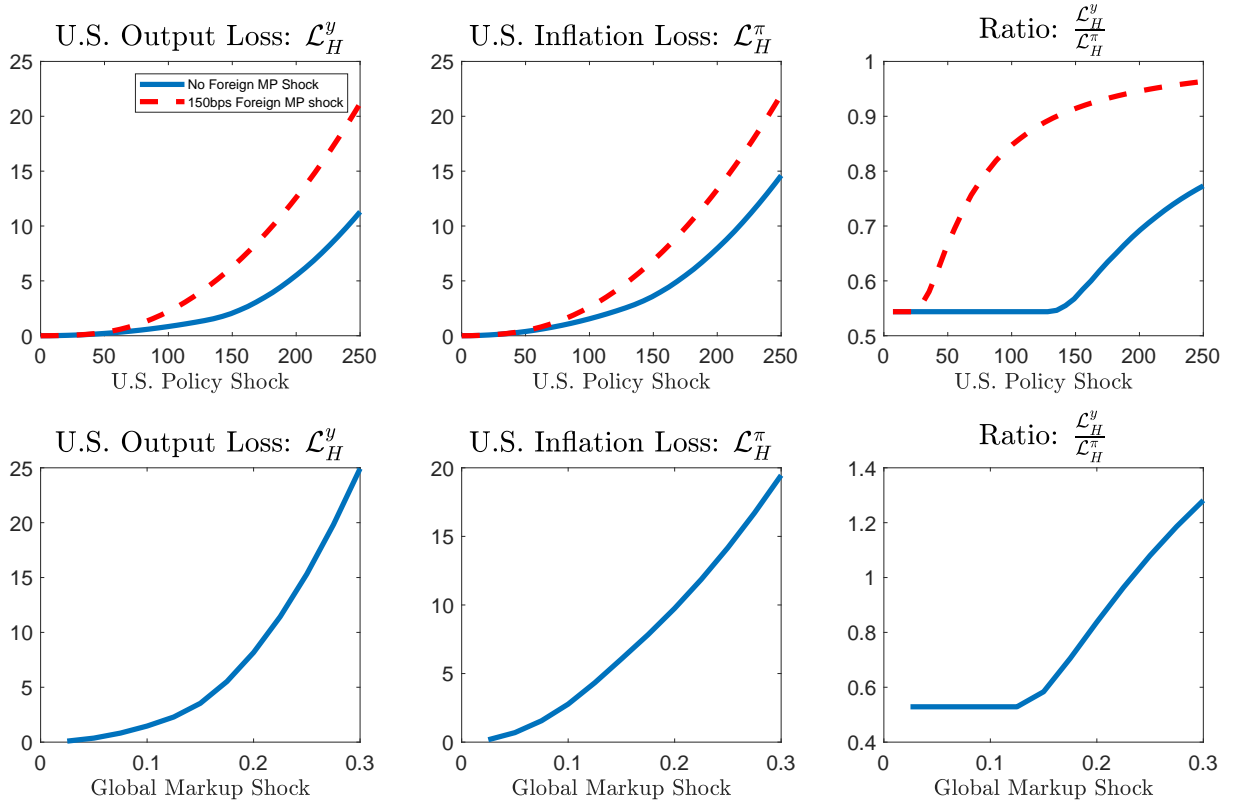 U.S. Output Loss: ℒ_H^y
25
20
15
10
5
0
0 50 100 150 200 250
U.S. Policy Shock
No Foreign MP Shock
150bps Foreign MP shock
U.S. Inflation Loss: ℒ_H^π
25
20
15
10
5
0
0 50 100 150 200 250
U.S. Policy Shock
Ratio: ℒ_H^y / ℒ_H^π
1
0.9
0.8
0.7
0.6
0.5
0 50 100 150 200 250
U.S. Policy Shock
U.S. Output Loss: ℒ_H^y
25
20
15
10
5
0
0 0.1 0.2 0.3
Global Markup Shock
U.S. Inflation Loss: ℒ_H^π
20
15
10
5
0
0 0.1 0.2 0.3
Global Markup Shock
Ratio: ℒ_H^y / ℒ_H^π
1.4
1.2
1
0.8
0.6
0.4
0 0.1 0.2 0.3
Global Markup Shock